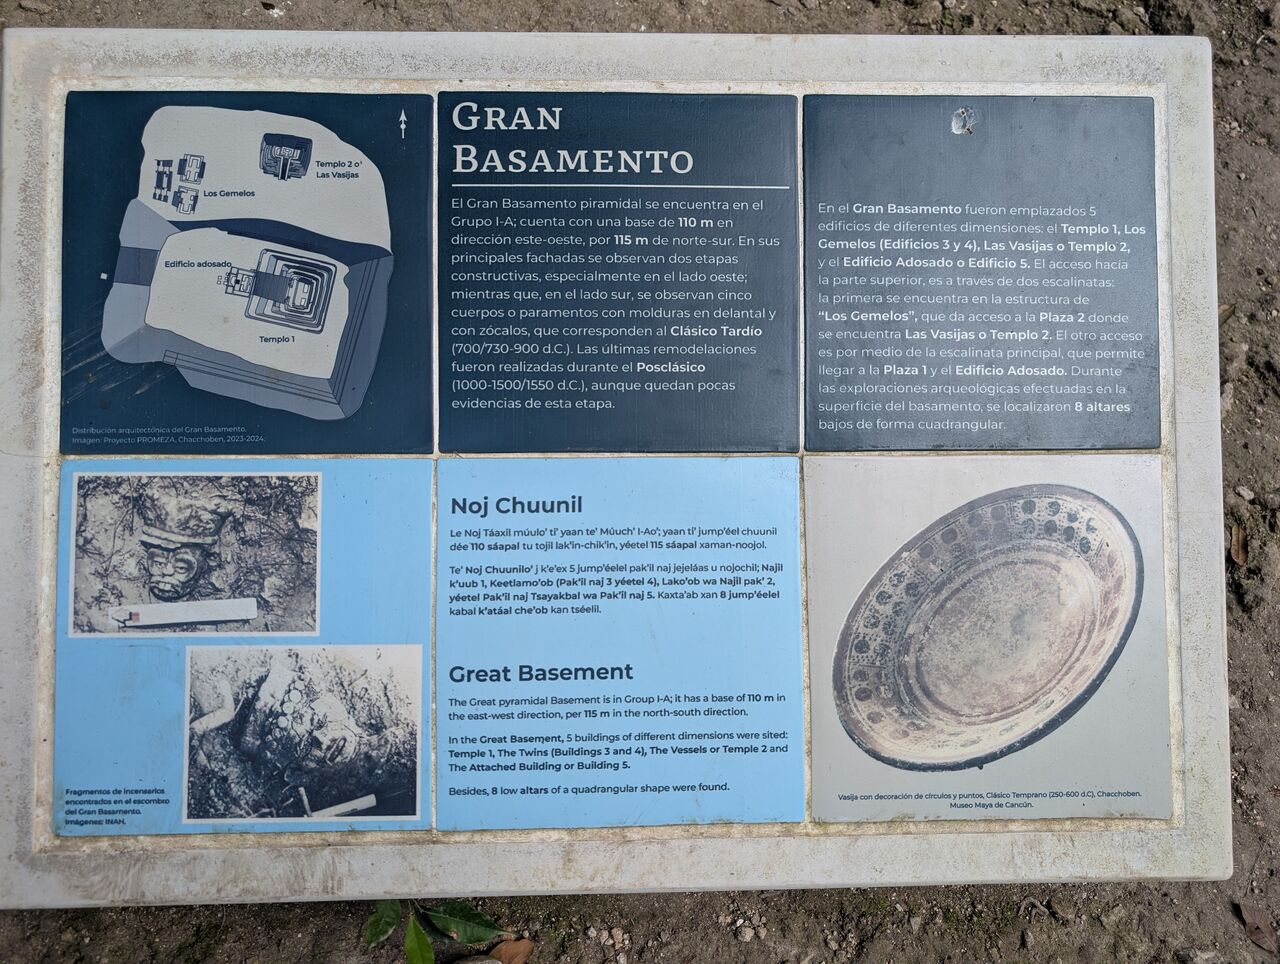 Templo 2 o
Las Vasijas
Los Gemelos
Edificio adosado
Templo 1
Distribución arquitectónica del Gran Basamento.
Imagen: Proyecto PROMEZA, Chacchoben, 2023-2024.
GRAN
BASAMENTO
El Gran Basamento piramidal se encuentra en el
Grupo I-A; cuenta con una base de 110 m en
dirección este-oeste, por 115 m de norte-sur. En sus
principales fachadas se observan dos etapas
constructivas, especialmente en el lado oeste;
mientras que, en el lado sur, se observan cinco
cuerpos o paramentos con molduras en delantal y
con zócalos, que corresponden al Clásico Tardío
(700/730-900 d.C.). Las últimas remodelaciones
fueron realizadas durante el Posclásico
(1000-1500/1550 d.C.), aunque quedan pocas
evidencias de esta etapa.
En el Gran Basamento fueron emplazados 5
edificios de diferentes dimensiones: el Templo 1, Los
Gemelos (Edificios 3 y 4), Las Vasijas o Templo 2,
y el Edificio Adosado o Edificio 5. El acceso hacia
la parte superior, es a través de dos escalinatas:
la primera se encuentra en la estructura de
“Los Gemelos”, que da acceso a la Plaza 2 donde
se encuentra Las Vasijas o Templo 2. El otro acceso
es por medio de la escalinata principal, que permite
llegar a la Plaza 1 y el Edificio Adosado. Durante
las exploraciones arqueológicas efectuadas en la
superficie del basamento, se localizaron 8 altares
bajos de forma cuadrangular.
Fragmentos de incensarios
encontrados en el escombro
del Gran Basamento.
Imágenes: INAH.
Noj Chuunil
Le Noj Táaxil múulo' ti' yaan te' Múuch' I-Ao'; yaan ti' jump'éel chuunil
dée 110 sáapal tu tojil lak'in-chik'in, yéetel 115 sáapal xaman-noojol.
Te' Noj Chuunilo' j k'e'ex 5 jump'éelel pak'il naj jejeláas u nojochil; Najil
k'uub 1, Keetlamo'ob (Pak'il naj 3 yéetel 4), Lako'ob wa Najil pak' 2,
yéetel Pak'il naj Tsayakbal wa Pak'il naj 5. Kaxta'ab xan 8 jump'éelel
kabal k'atáal che'ob kan tséelil.
Great Basement
The Great pyramidal Basement is in Group I-A; it has a base of 110 m in
the east-west direction, per 115 m in the north-south direction.
In the Great Basement, 5 buildings of different dimensions were sited:
Temple 1, The Twins (Buildings 3 and 4), The Vessels or Temple 2 and
The Attached Building or Building 5.
Besides, 8 low altars of a quadrangular shape were found.
Vasija con decoración de círculos y puntos, Clásico Temprano (250-600 d.C), Chacchoben.
Museo Maya de Cancún.